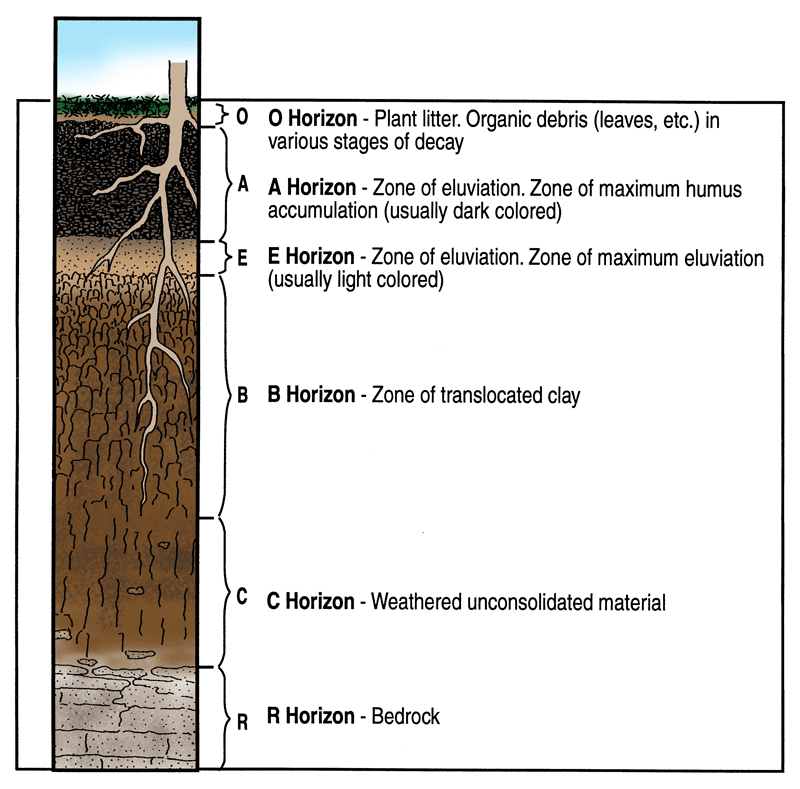 O O Horizon - Plant litter. Organic debris (leaves, etc.) in
various stages of decay
A A Horizon - Zone of eluviation. Zone of maximum humus
accumulation (usually dark colored)
E E Horizon - Zone of eluviation. Zone of maximum eluviation
(usually light colored)
B B Horizon - Zone of translocated clay
C C Horizon - Weathered unconsolidated material
R R Horizon - Bedrock